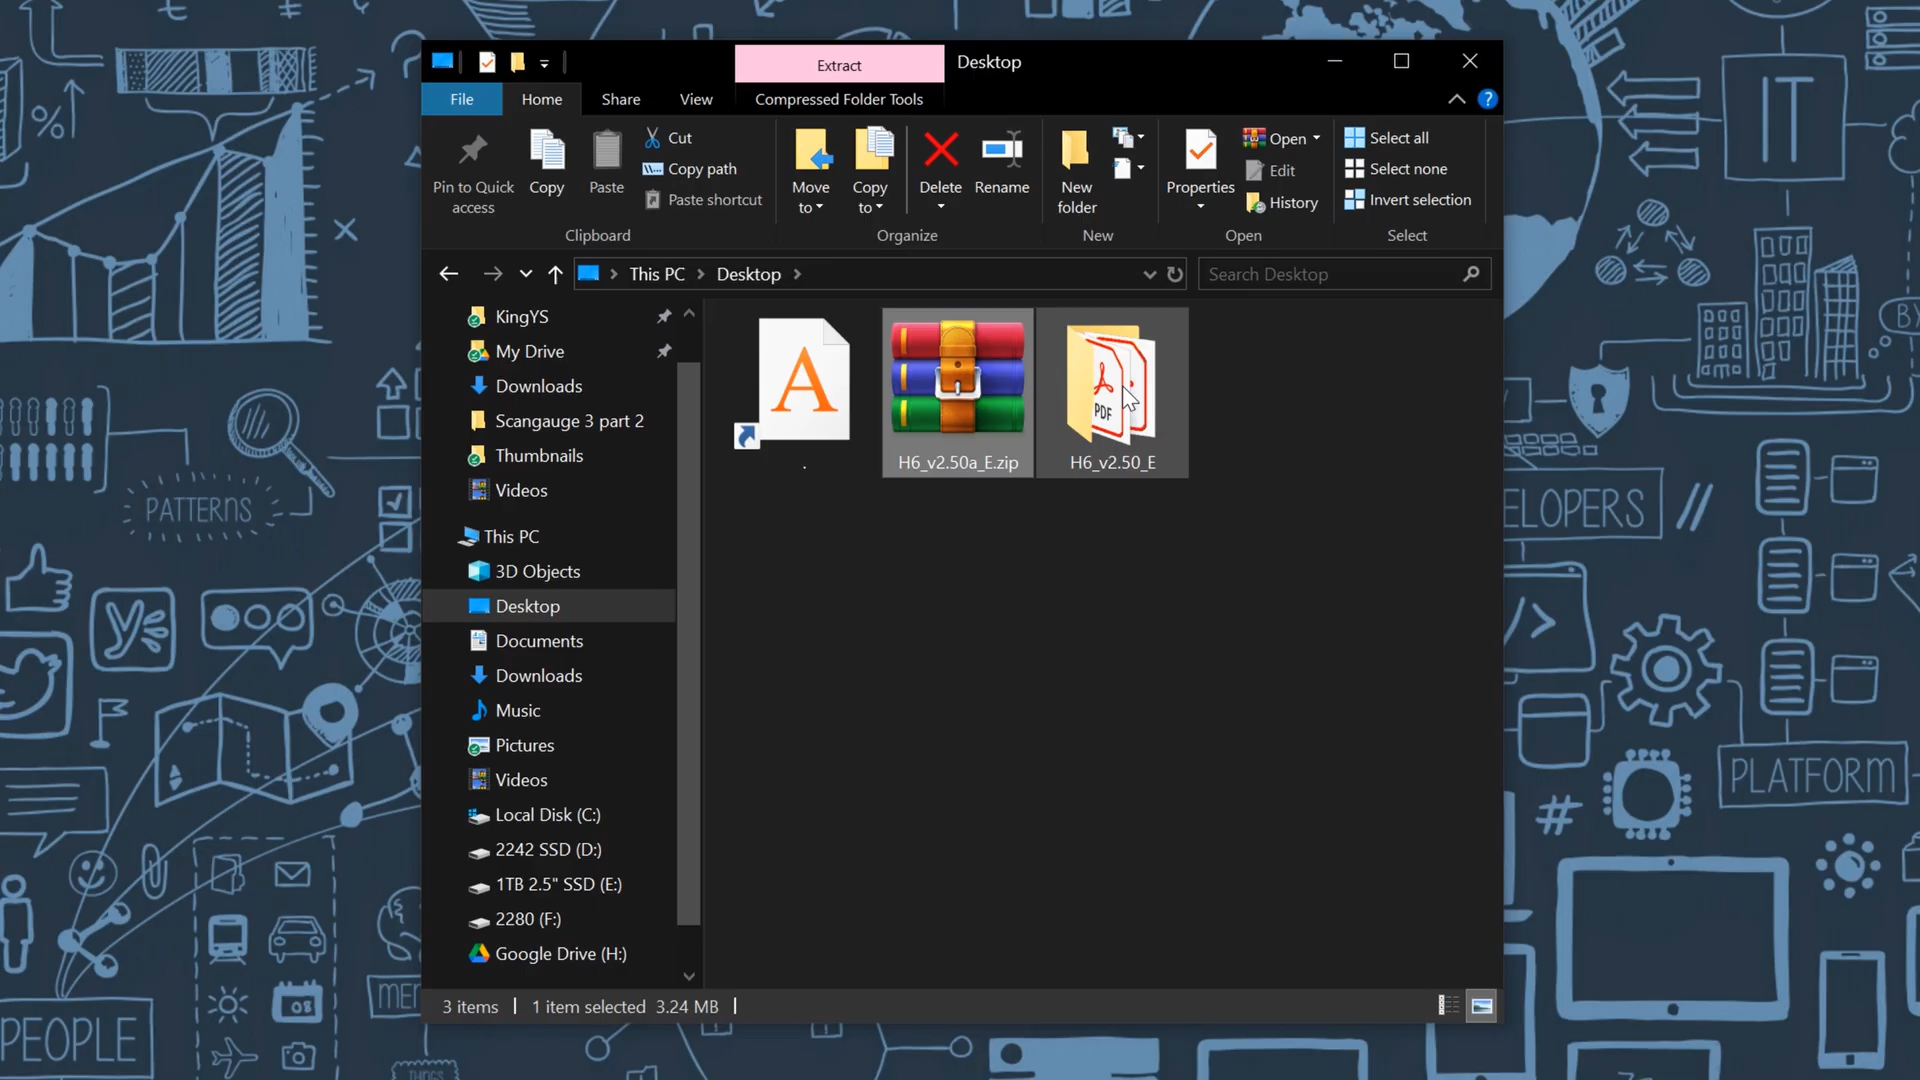 Extract
Desktop
File
Home
Share
View
Compressed Folder Tools
Pin to Quick
access
Copy
Paste
Cut
Copy path
Paste shortcut
Clipboard
Move
to
Copy
to
Delete
Rename
Organize
New
folder
New
Properties
Open
Edit
History
Open
Select all
Select none
Invert selection
Select
This PC
Desktop
Search Desktop
KingYS
My Drive
Downloads
Scangauge 3 part 2
Thumbnails
Videos
This PC
3D Objects
Desktop
Documents
Downloads
Music
Pictures
Videos
Local Disk (C:)
2242 SSD (D:)
1TB 2.5" SSD (E:)
2280 (F:)
Google Drive (H:)
A
.
H6_v2.50a_E.zip
PDF
H6_v2.50_E
3 items
1 item selected
3.24 MB
PATTERNS
PEOPLE
IT
BY
ELOPERS
//
PLATFORM
#
08
%